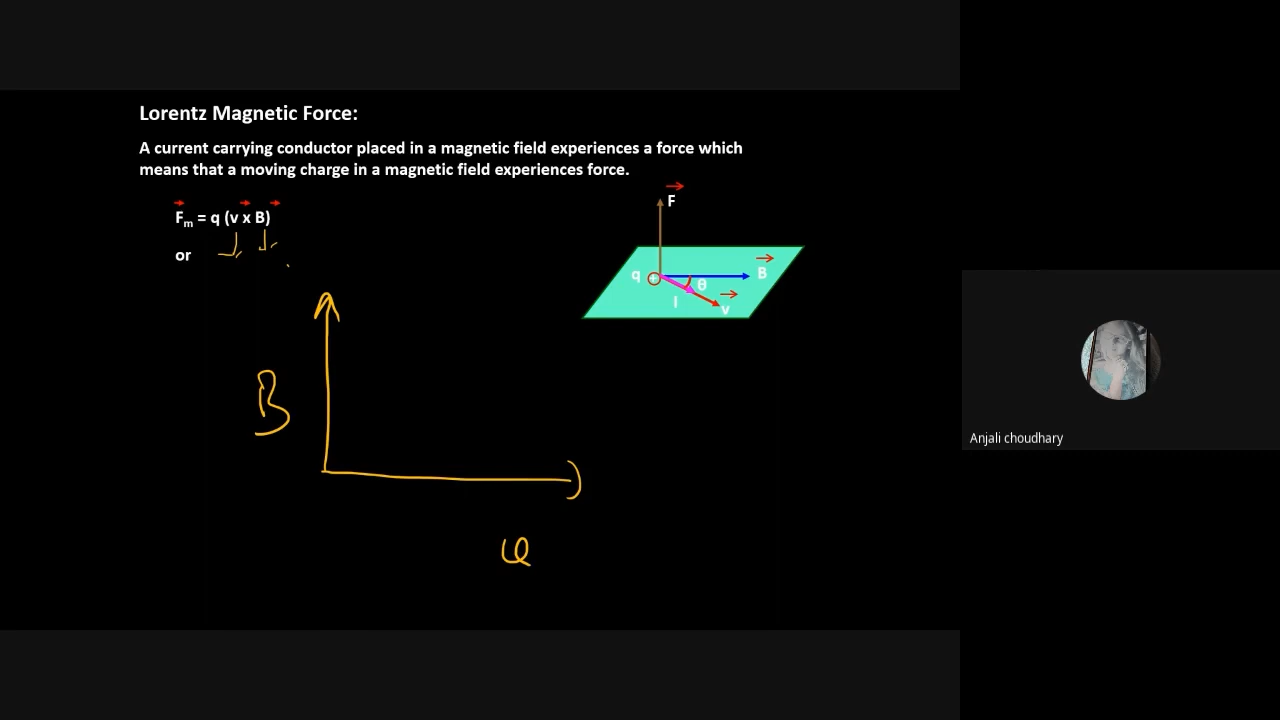 Lorentz Magnetic Force:
A current carrying conductor placed in a magnetic field experiences a force which
means that a moving charge in a magnetic field experiences force.
Fm = q (v x B)
or
F
q + B
θ
I v
B
Anjali choudhary